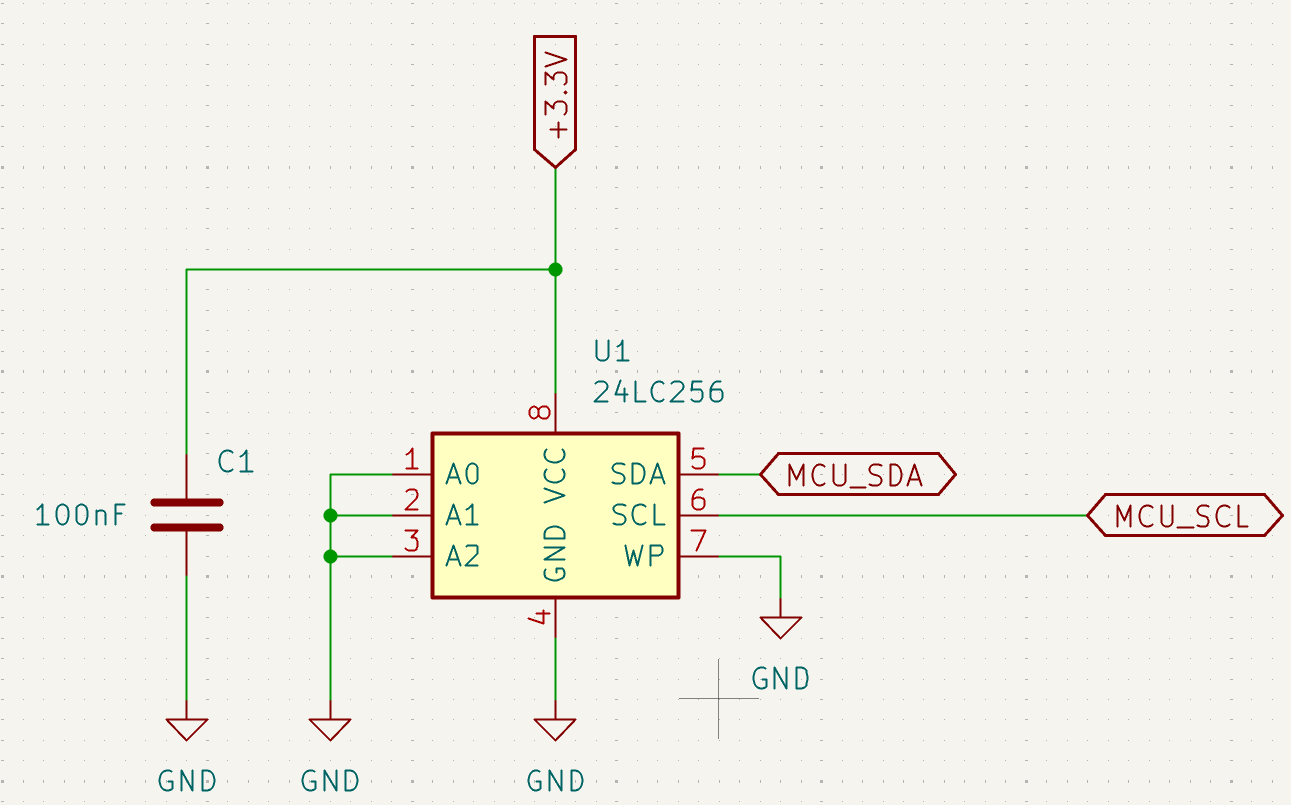 +3.3V
U1
24LC256
8
C1
100nF
1
A0
2
A1
3
A2
VCC
GND
SDA
5
SCL
6
WP
7
MCU_SDA
MCU_SCL
4
GND
GND
GND
GND